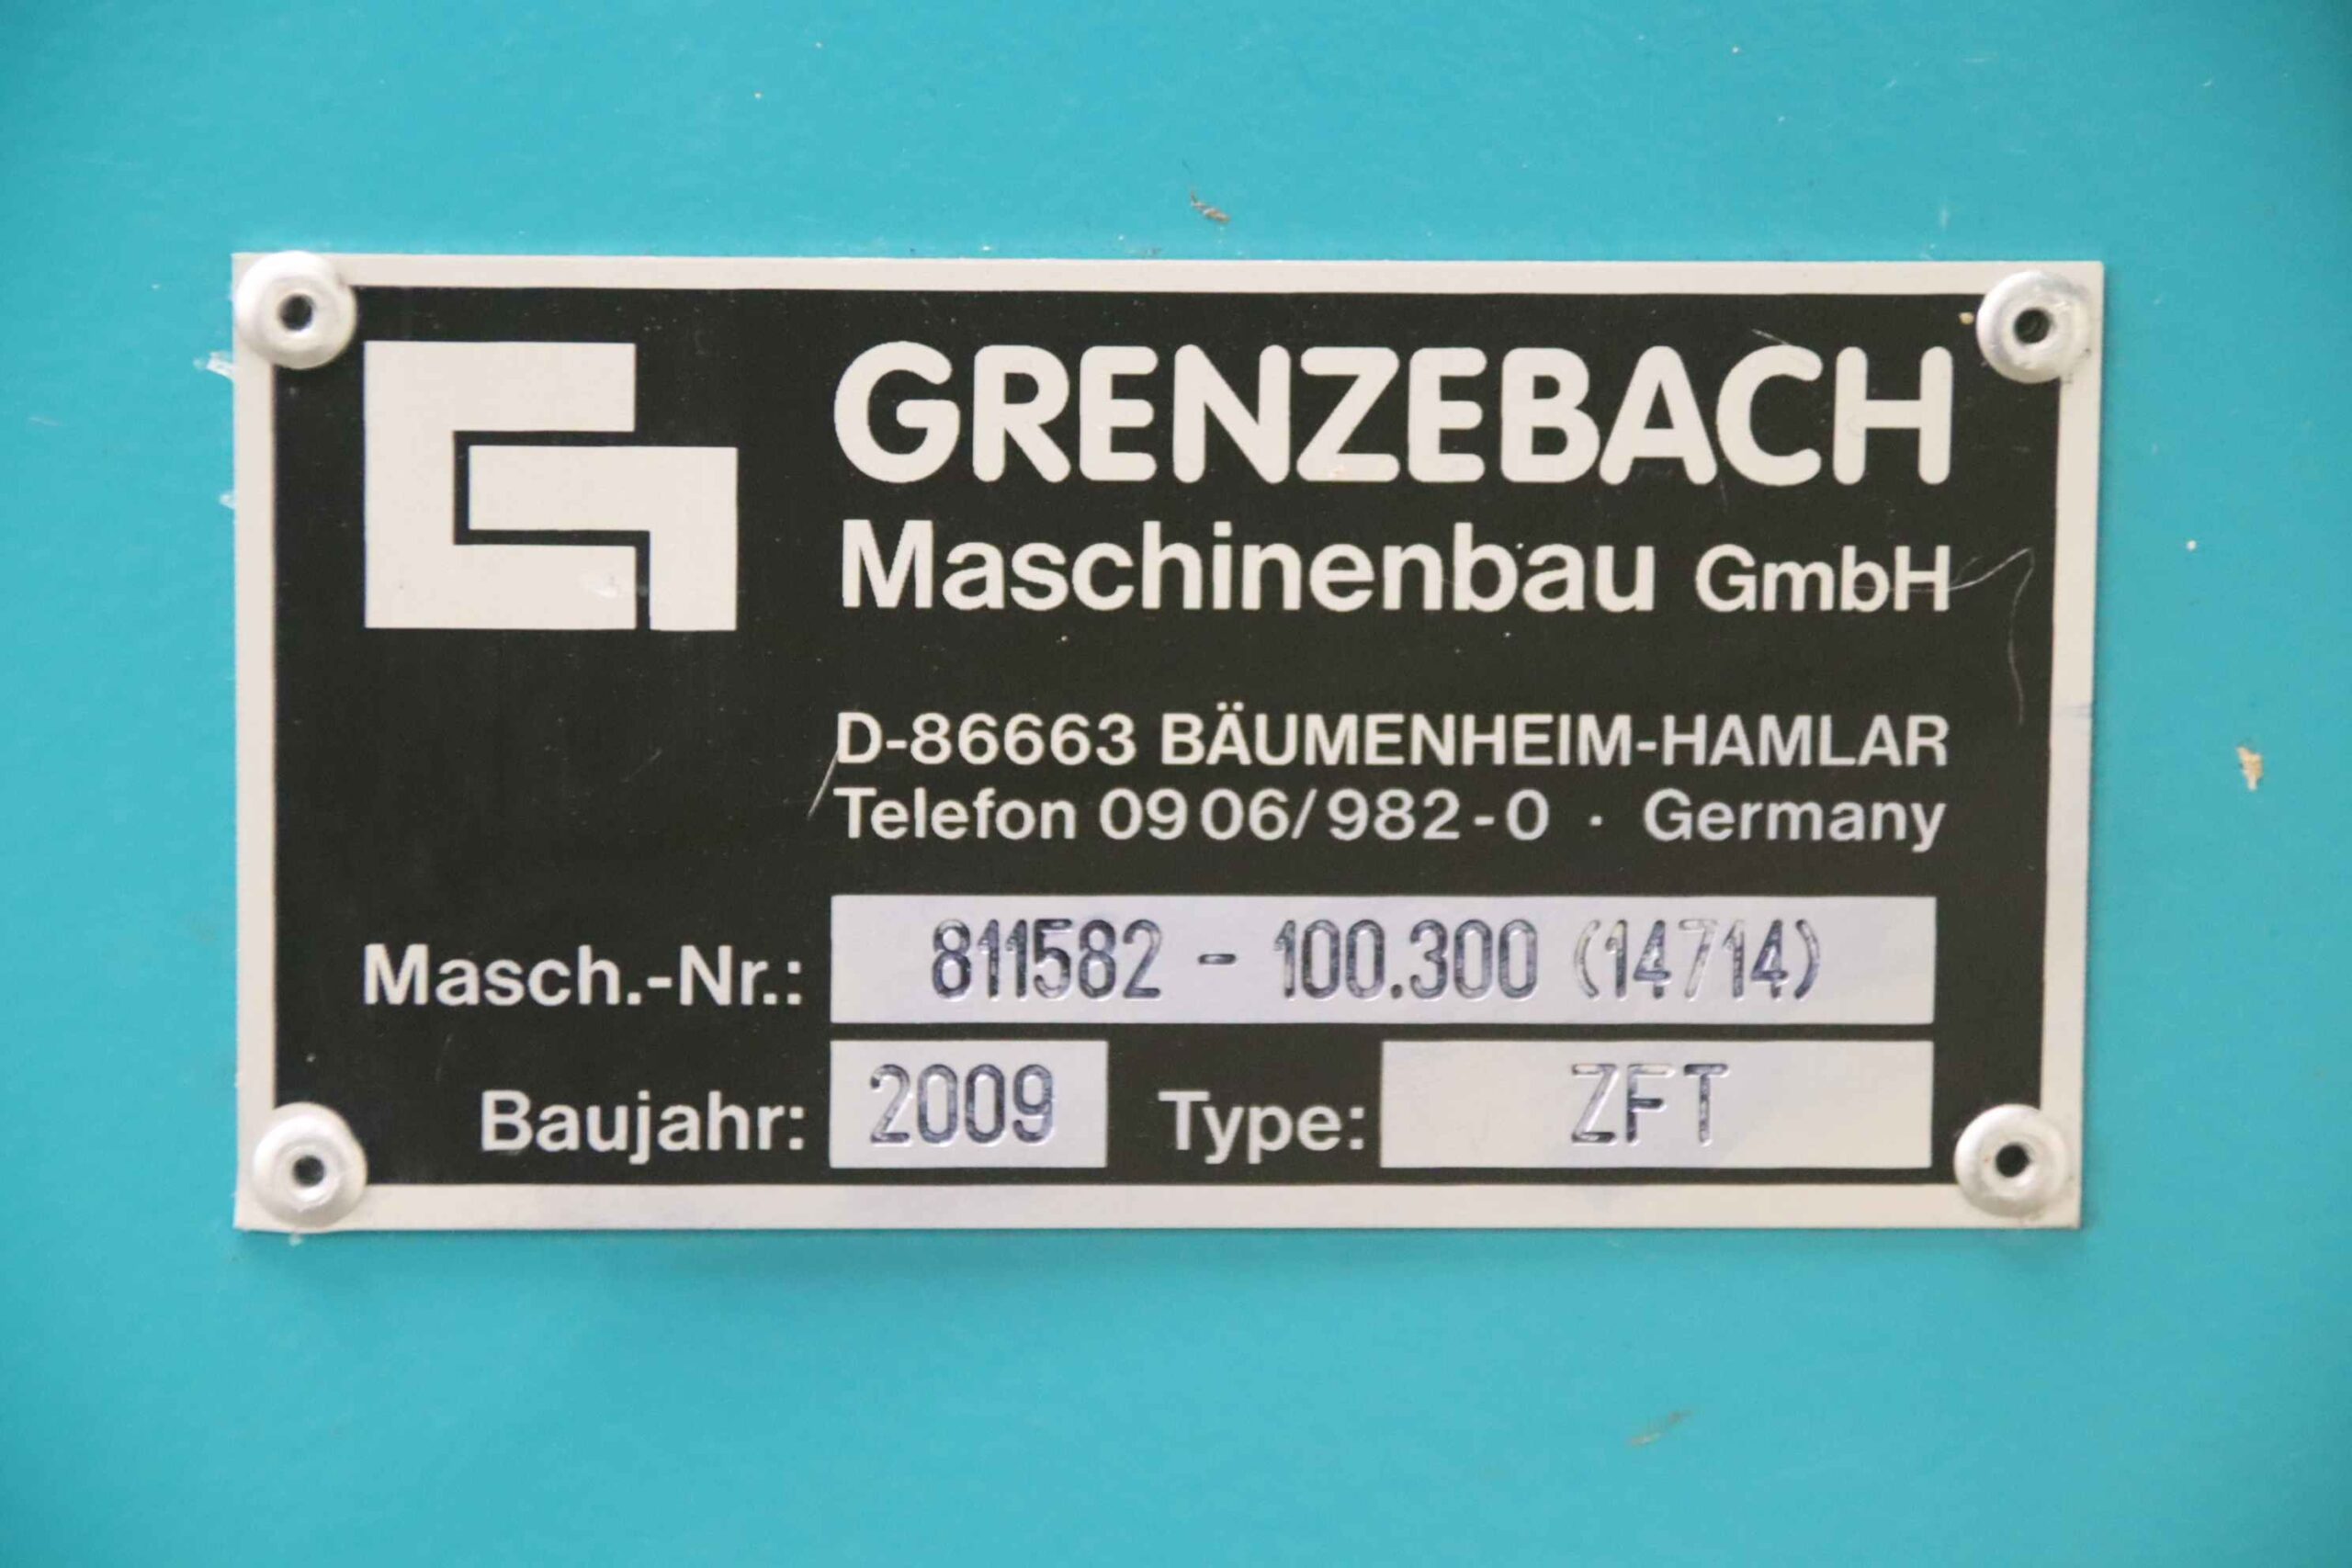 GRENZEBACH
Maschinenbau GmbH
D-86663 BÄUMENHEIM-HAMLAR
Telefon 0906/982-0 · Germany
Masch.-Nr.: 811582 - 100.300 (14714)
Baujahr: 2009 Type: ZFT